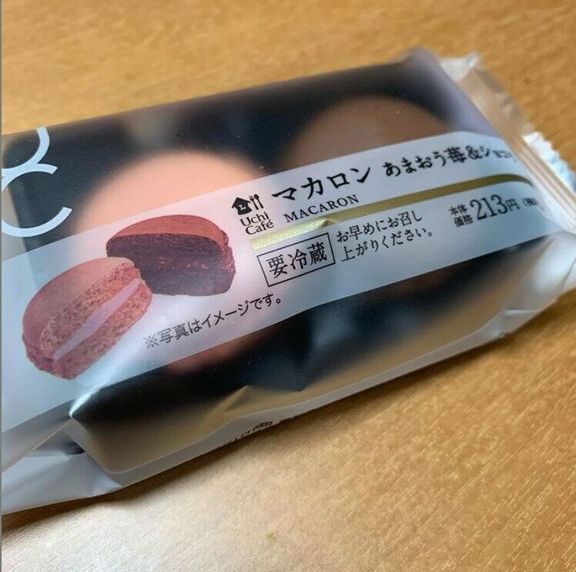 Uchi
Café
マカロン あまおう苺&ショコラ
MACARON
要冷蔵
お早めにお召し
上がりください。
本体
価格 213円
※写真はイメージです。